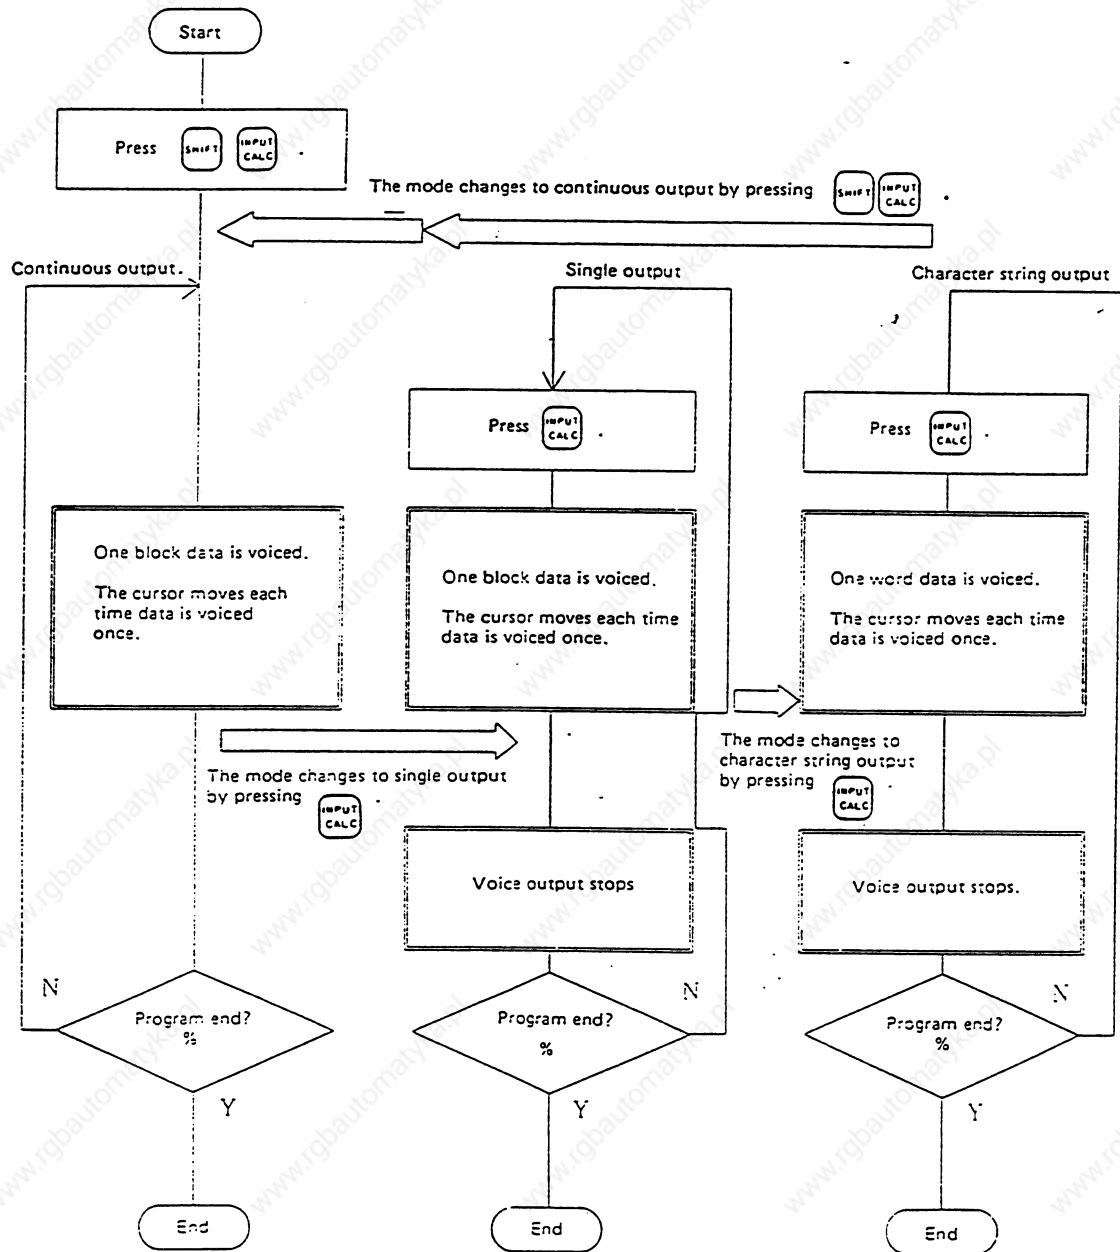 Start
Press SHIFT INPUT CALC .
The mode changes to continuous output by pressing SHIFT INPUT CALC .
Continuous output.
Single output
Character string output
Press INPUT CALC .
Press INPUT CALC .
One block data is voiced.
The cursor moves each
time data is voiced
once.
One block data is voiced.
The cursor moves each time
data is voiced once.
One word data is voiced.
The cursor moves each time
data is voiced once.
The mode changes to single output
by pressing INPUT CALC .
The mode changes to
character string output
by pressing INPUT CALC
Voice output stops
Voice output stops.
N
Program end?
%
Y
N
Program end?
%
Y
N
Program end?
%
Y
End
End
End
www.rgbautomatyka.pl